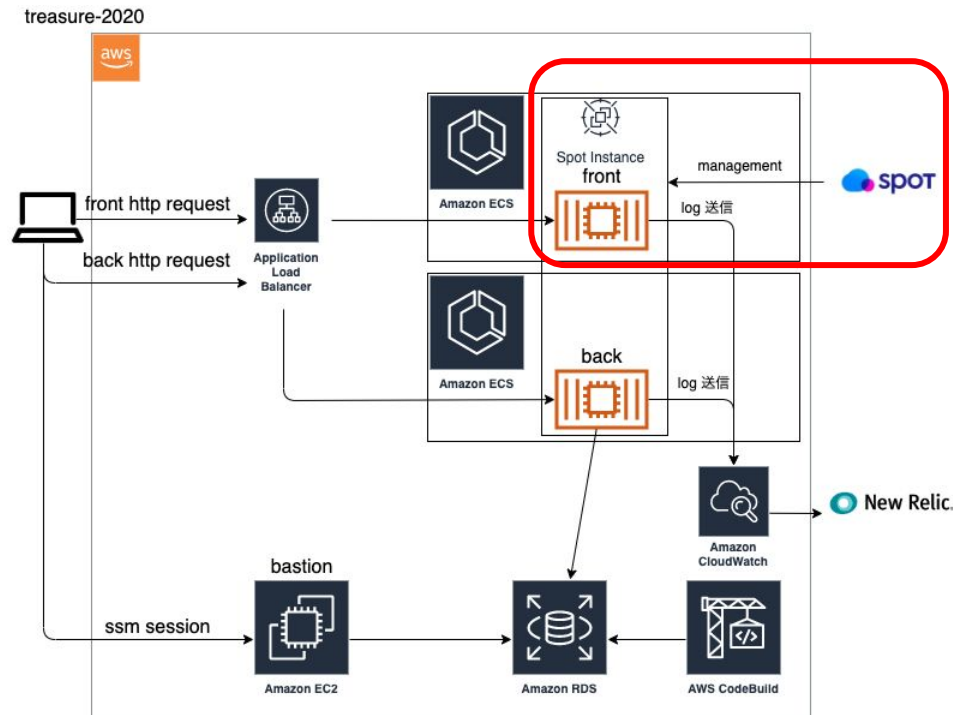 treasure-2020
aws
Spot Instance
front
management
spot
Amazon ECS
log 送信
front http request
back http request
Application
Load
Balancer
Amazon ECS
back
log 送信
Amazon
CloudWatch
New Relic.
bastion
ssm session
Amazon EC2
Amazon RDS
AWS CodeBuild